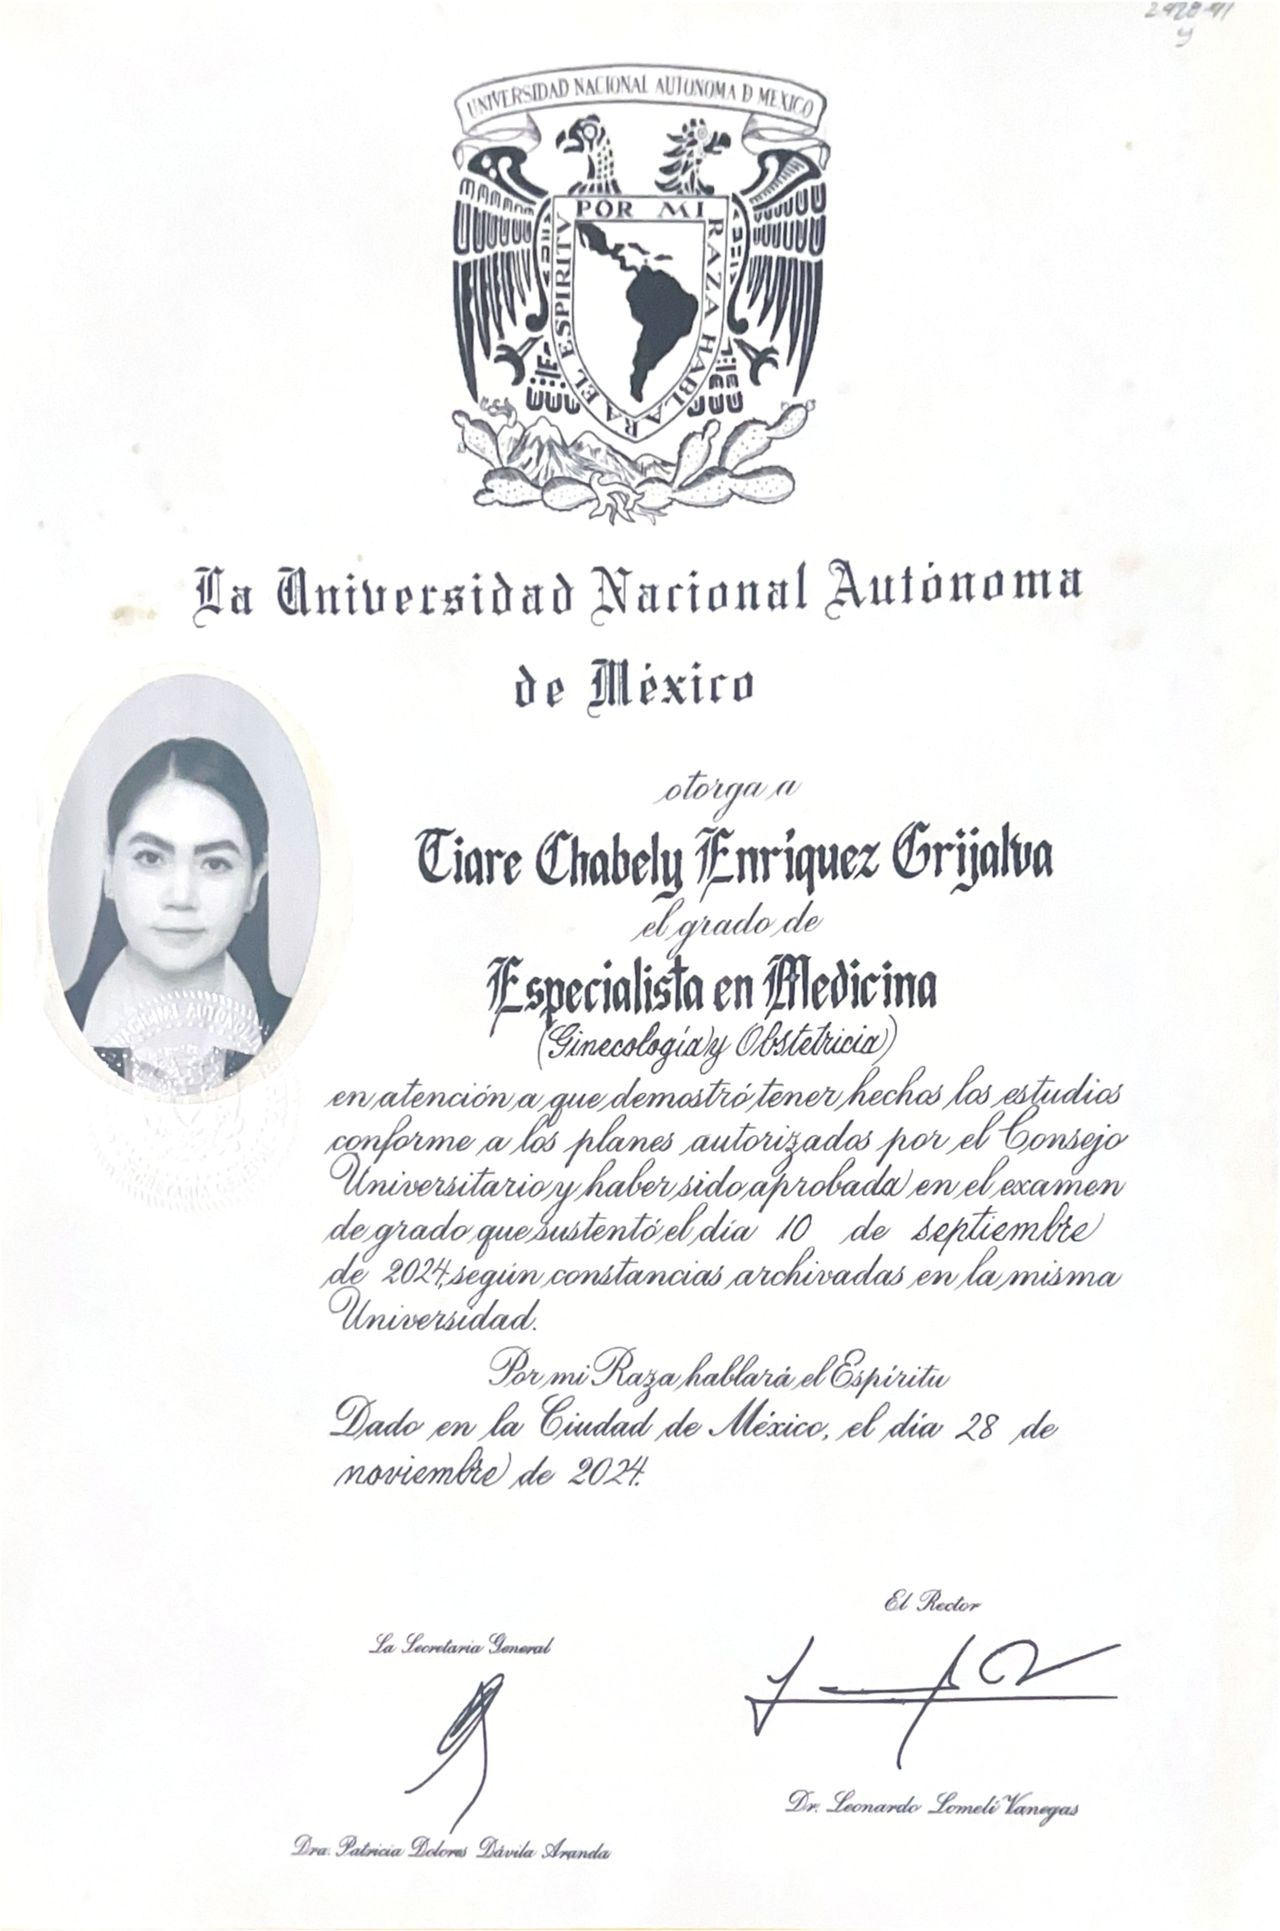 UNIVERSIDAD NACIONAL AUTONOMA D MEXICO
POR MI RAZA HABLARA EL ESPIRITV
La Universidad Nacional Autónoma
de México
otorga a
Tiare Chabely Enríquez Grijalva
el grado de
Especialista en Medicina
(Ginecología y Obstetricia)
en atención a que demostró tener hechos los estudios
conforme a los planes autorizados por el Consejo
Universitario y haber sido aprobada en el examen
de grado que sustentó el día 10 de septiembre
de 2024, según constancias archivadas en la misma
Universidad.
Por mi Raza hablará el Espíritu
Dado en la Ciudad de México, el día 28 de
noviembre de 2024.
El Rector
La Secretaria General
Dr. Leonardo Lomelí Vanegas
Dra. Patricia Dolores Dávila Aranda